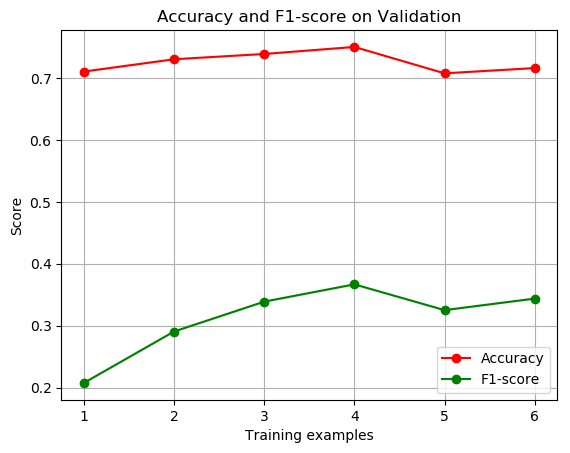 Accuracy and F1-score on Validation
Score
0.7
0.6
0.5
0.4
0.3
0.2
Accuracy
F1-score
1 2 3 4 5 6
Training examples